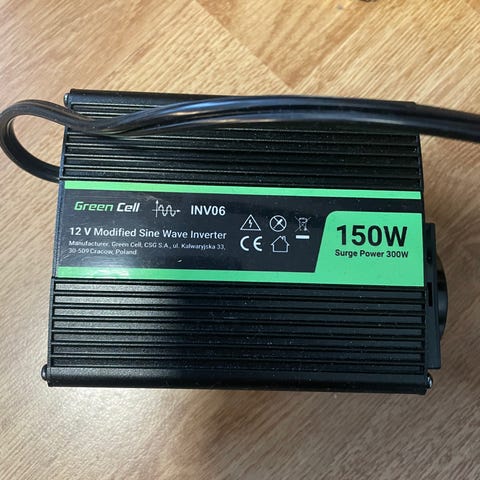 Green Cell
INV06
12 V Modified Sine Wave Inverter
Manufacturer. Green Cell, CSG S.A., ul. Kalwaryjska 33,
30-509 Cracow, Poland
CE
150W
Surge Power 300W